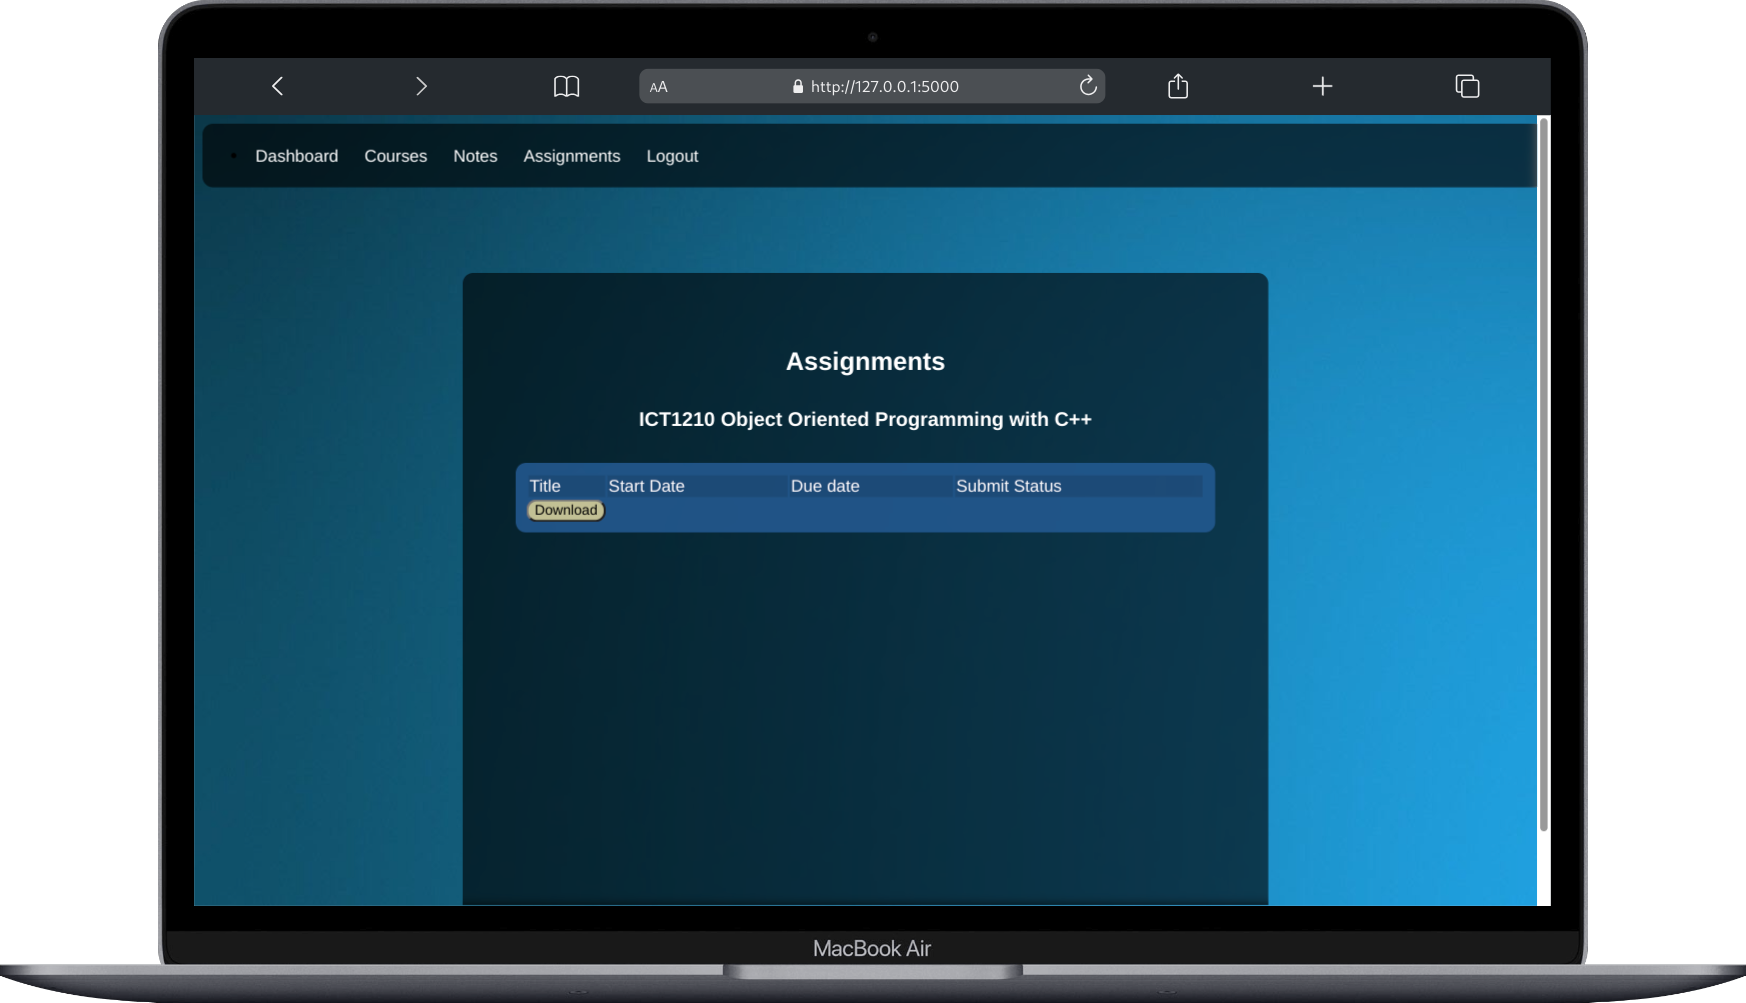 AA http://127.0.0.1:5000
Dashboard Courses Notes Assignments Logout
Assignments
ICT1210 Object Oriented Programming with C++
Title Start Date Due date Submit Status
Download
MacBook Air